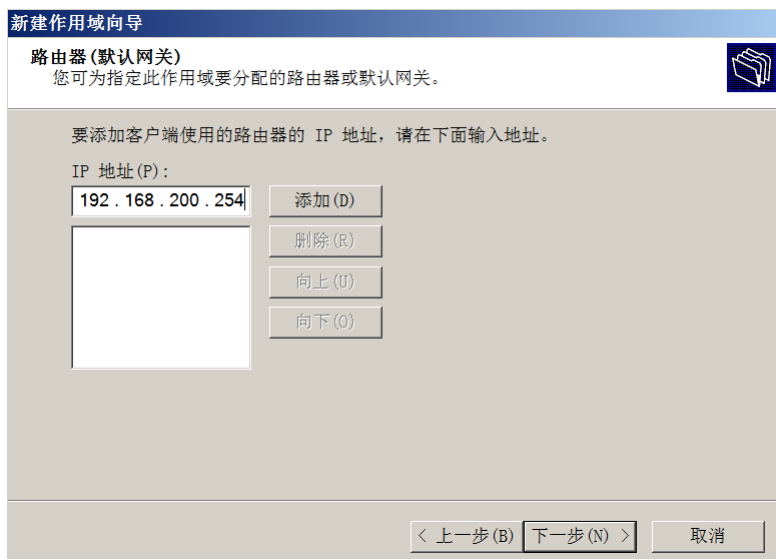 新建作用域向导
路由器(默认网关)
您可为指定此作用域要分配的路由器或默认网关。
要添加客户端使用的路由器的 IP 地址，请在下面输入地址。
IP 地址(P):
192 . 168 . 200 . 254
添加(D)
删除(R)
向上(U)
向下(O)
< 上一步(B)
下一步(N) >
取消